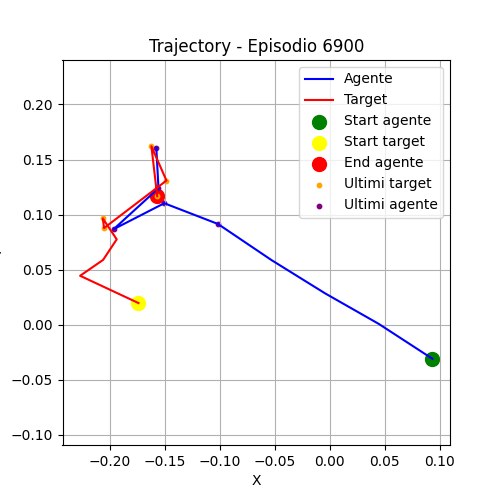 Trajectory - Episodio 6900
Agente
Target
Start agente
Start target
End agente
Ultimi target
Ultimi agente
0.20
0.15
0.10
0.05
0.00
−0.05
−0.10
−0.20
−0.15
−0.10
−0.05
0.00
0.05
0.10
X